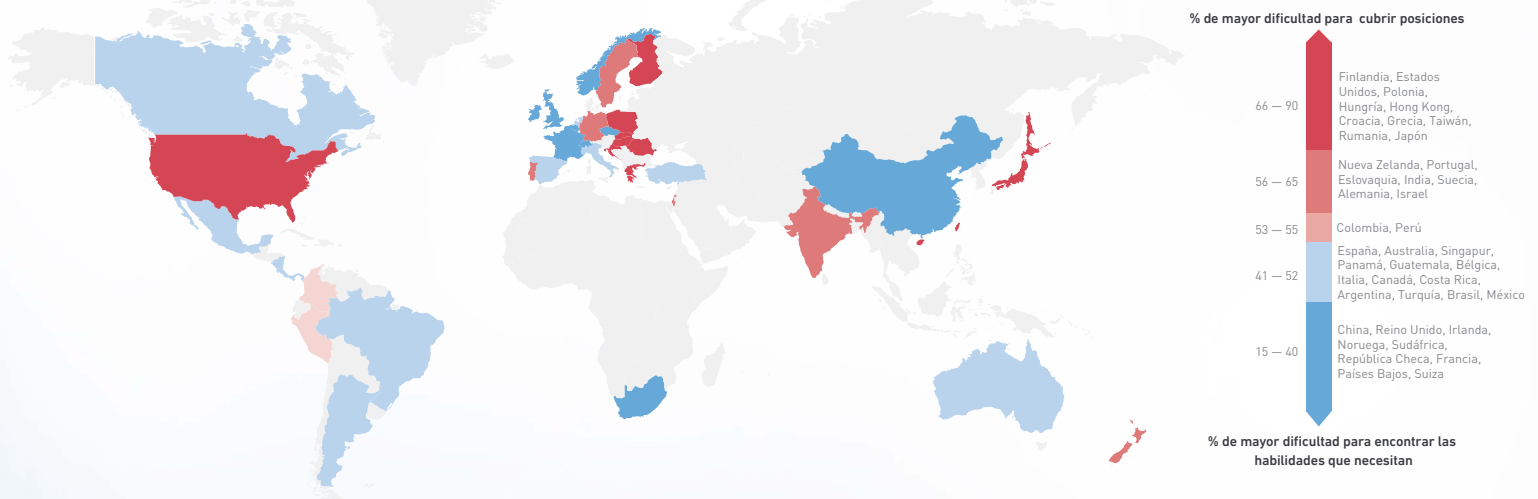 % de mayor dificultad para cubrir posiciones
66 — 90
Finlandia, Estados
Unidos, Polonia,
Hungría, Hong Kong,
Croacia, Grecia, Taiwán,
Rumania, Japón
56 — 65
Nueva Zelanda, Portugal,
Eslovaquia, India, Suecia,
Alemania, Israel
53 — 55
Colombia, Perú
41 — 52
España, Australia, Singapur,
Panamá, Guatemala, Bélgica,
Italia, Canadá, Costa Rica,
Argentina, Turquía, Brasil, México
15 — 40
China, Reino Unido, Irlanda,
Noruega, Sudáfrica,
República Checa, Francia,
Países Bajos, Suiza
% de mayor dificultad para encontrar las
habilidades que necesitan